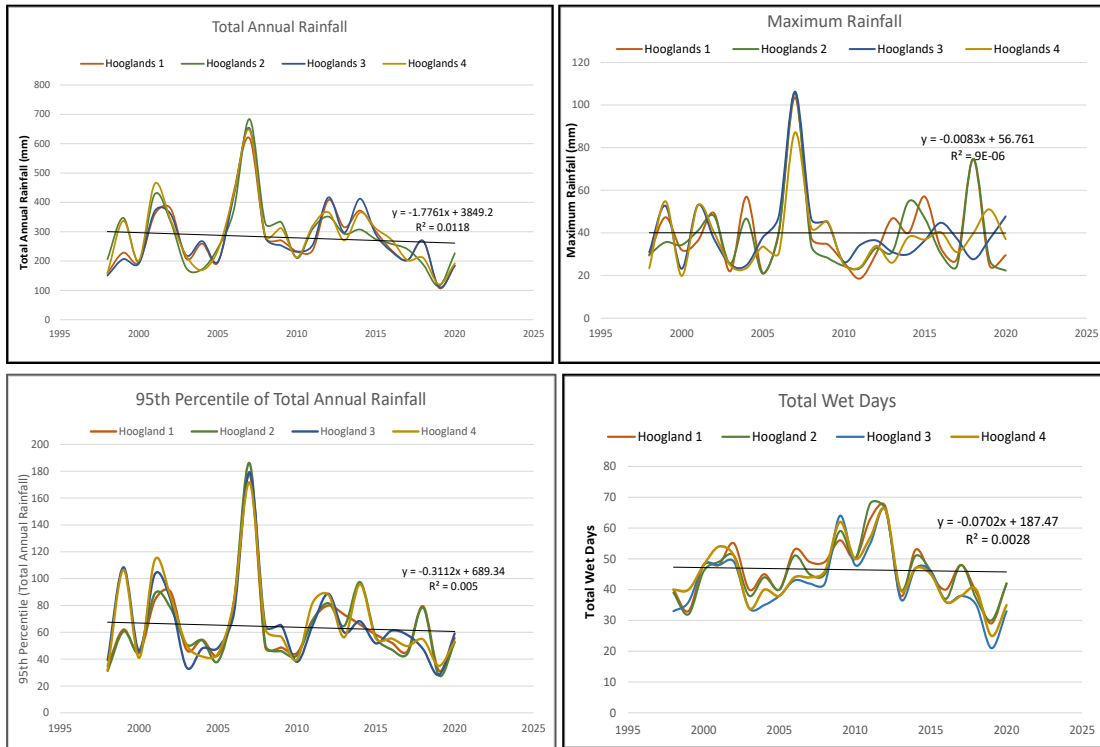 Total Annual Rainfall
Hooglands 1 Hooglands 2 Hooglands 3 Hooglands 4
Total Annual Rainfall (mm)
800
700
600
500
400
300
200
100
0
y = -1.7761x + 3849.2
R² = 0.0118
1995 2000 2005 2010 2015 2020 2025
Maximum Rainfall
Hooglands 1 Hooglands 2 Hooglands 3 Hooglands 4
Maximum Rainfall (mm)
120
100
80
60
40
20
0
y = -0.0083x + 56.761
R² = 9E-06
1995 2000 2005 2010 2015 2020 2025
95th Percentile of Total Annual Rainfall
Hoogland 1 Hoogland 2 Hoogland 3 Hoogland 4
95th Percentile (Total Annual Rainfall)
200
180
160
140
120
100
80
60
40
20
0
y = -0.3112x + 689.34
R² = 0.005
1995 2000 2005 2010 2015 2020 2025
Total Wet Days
Hoogland 1 Hoogland 2 Hoogland 3 Hoogland 4
Total Wet Days
80
70
60
50
40
30
20
10
0
y = -0.0702x + 187.47
R² = 0.0028
1995 2000 2005 2010 2015 2020 2025